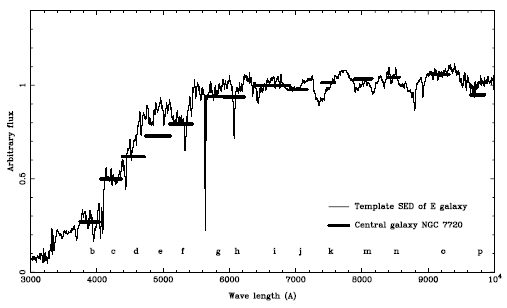 1
0.5
0
Arbitrary flux
Template SED of E galaxy
Central galaxy NGC 7720
b c d e f g h i j k m n o p
3000 4000 5000 6000 7000 8000 9000 10⁴
Wave length (A)